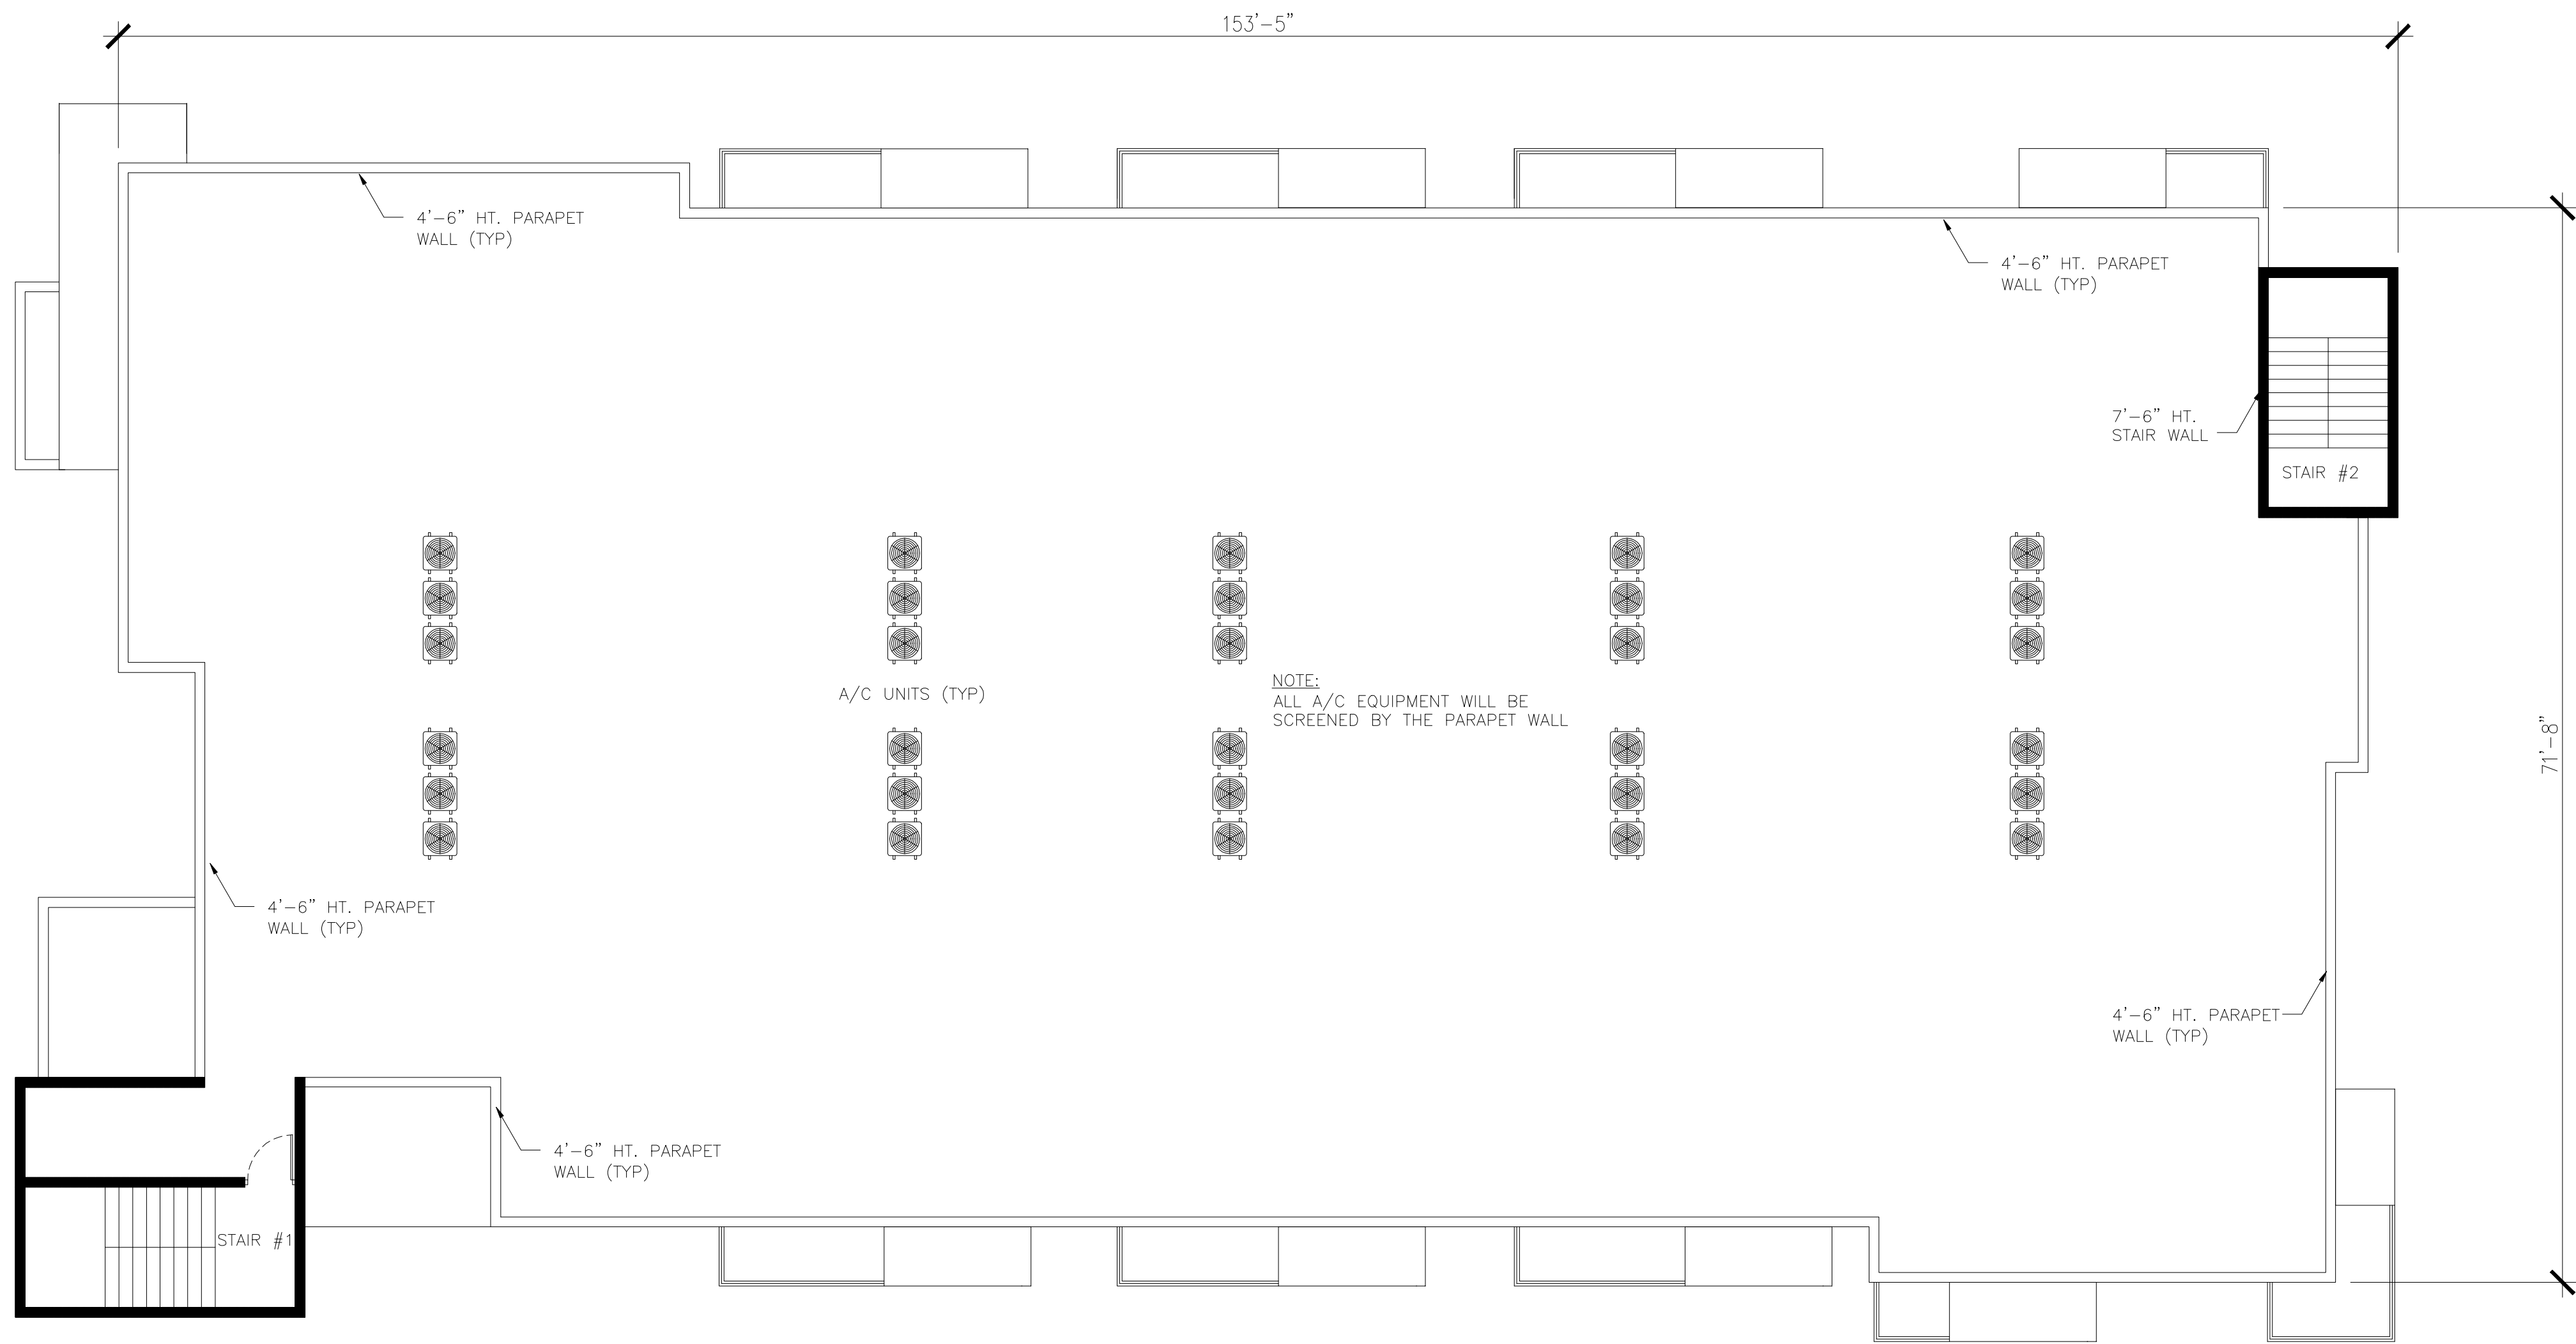 153'-5"
4'-6" HT. PARAPET
WALL (TYP)
4'-6" HT. PARAPET
WALL (TYP)
7'-6" HT.
STAIR WALL
STAIR #2
A/C UNITS (TYP)
NOTE:
ALL A/C EQUIPMENT WILL BE
SCREENED BY THE PARAPET WALL
71'-8"
4'-6" HT. PARAPET
WALL (TYP)
4'-6" HT. PARAPET
WALL (TYP)
4'-6" HT. PARAPET
WALL (TYP)
STAIR #1